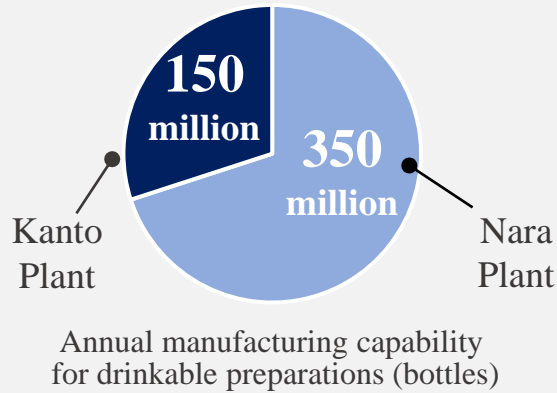 150
million
350
million
Kanto
Plant
Nara
Plant
Annual manufacturing capability
for drinkable preparations (bottles)